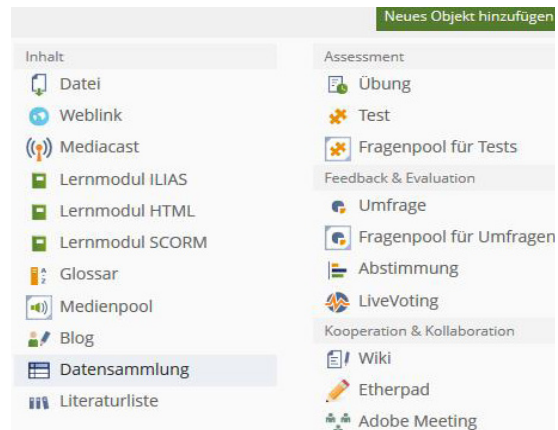 Neues Objekt hinzufügen
Inhalt
Datei
Weblink
Mediacast
Lernmodul ILIAS
Lernmodul HTML
Lernmodul SCORM
Glossar
Medienpool
Blog
Datensammlung
Literaturliste
Assessment
Übung
Test
Fragenpool für Tests
Feedback & Evaluation
Umfrage
Fragenpool für Umfragen
Abstimmung
LiveVoting
Kooperation & Kollaboration
Wiki
Etherpad
Adobe Meeting